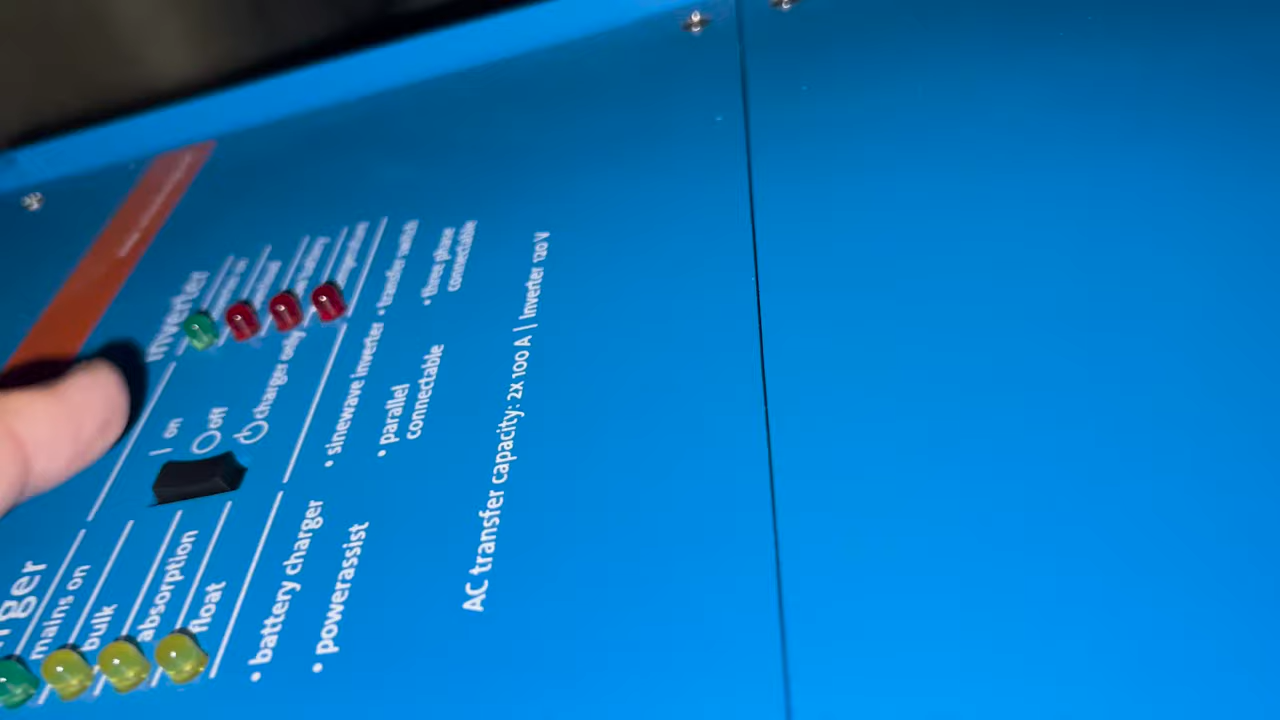 rger
mains on
bulk
absorption
float
I on
O off
charger only
Inverter
• battery charger
• powerassist
• sinewave inverter
• parallel
connectable
• transfer switch
• three phase
connectable
AC transfer capacity: 2X 100 A | Inverter 120 V